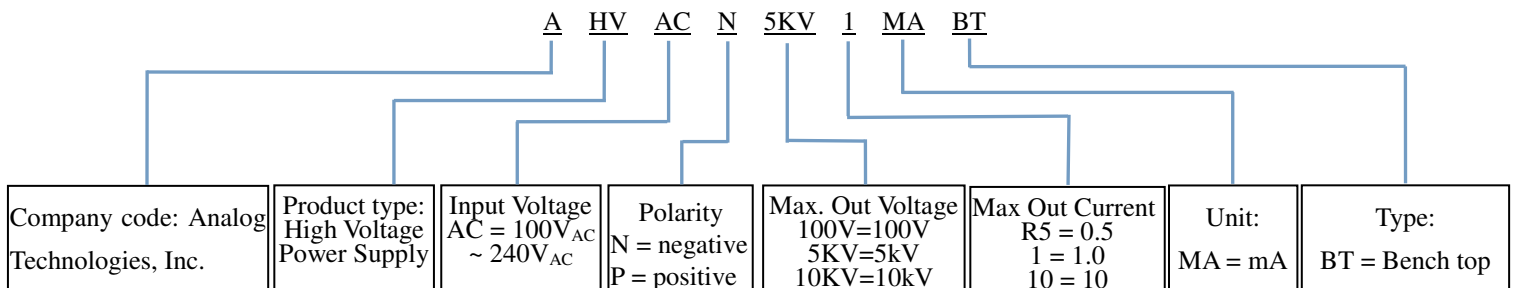 A HV AC N 5KV 1 MA BT
Company code: Analog
Technologies, Inc.
Product type:
High Voltage
Power Supply
Input Voltage
AC = 100VAC
~ 240VAC
Polarity
N = negative
P = positive
Max. Out Voltage
100V=100V
5KV=5kV
10KV=10kV
Max Out Current
R5 = 0.5
1 = 1.0
10 = 10
Unit:
MA = mA
Type:
BT = Bench top